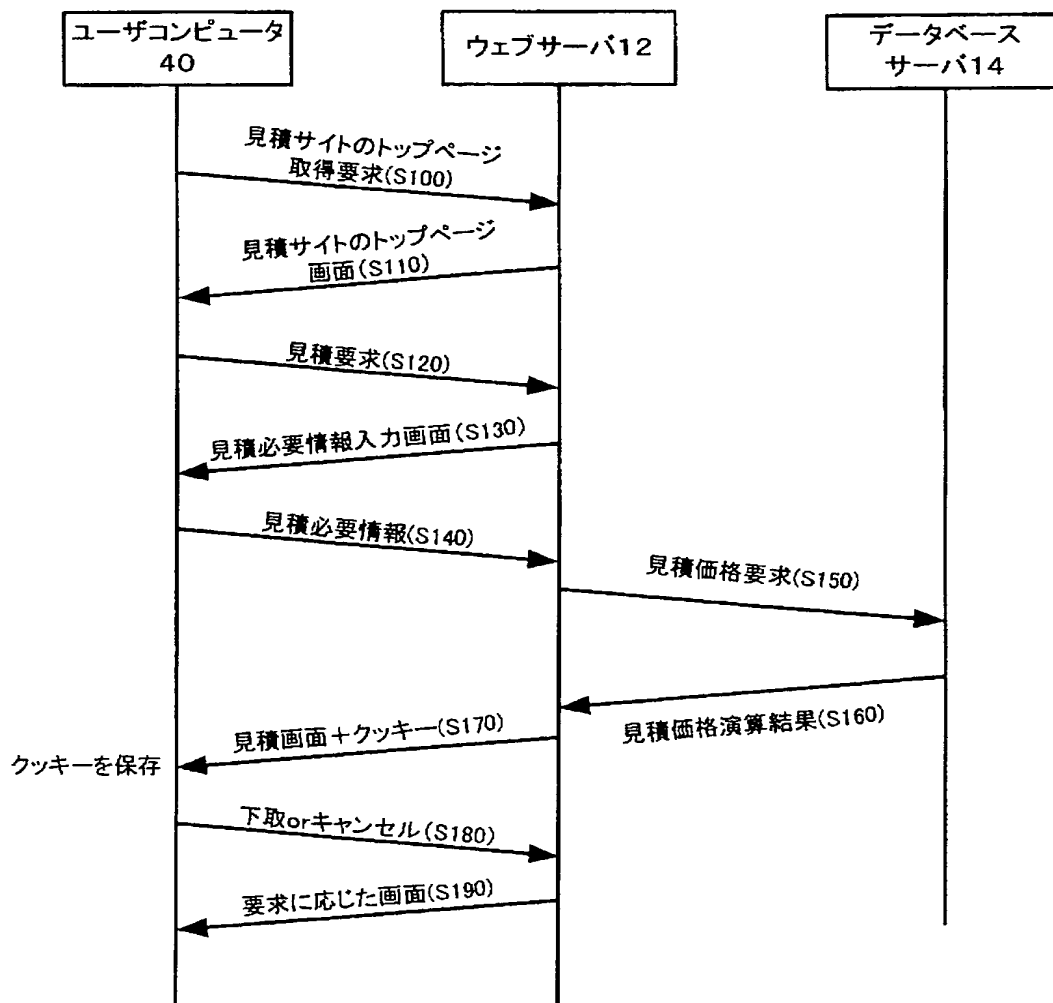 ユーザコンピュータ
40
ウェブサーバ12
データベース
サーバ14
見積サイトのトップページ
取得要求(S100)
見積サイトのトップページ
画面(S110)
見積要求(S120)
見積必要情報入力画面(S130)
見積必要情報(S140)
見積価格要求(S150)
見積価格演算結果(S160)
見積画面+クッキー(S170)
クッキーを保存
下取orキャンセル(S180)
要求に応じた画面(S190)